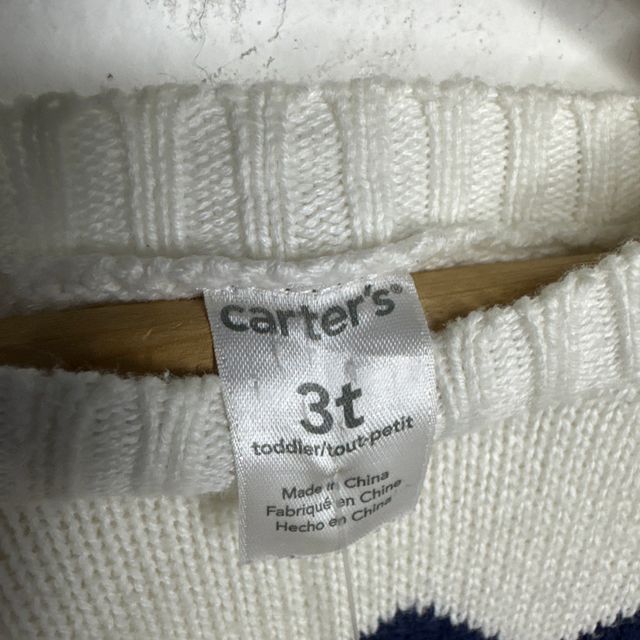 carter's®
3t
toddler/tout-petit
Made in China
Fabriqué en Chine
Hecho en China